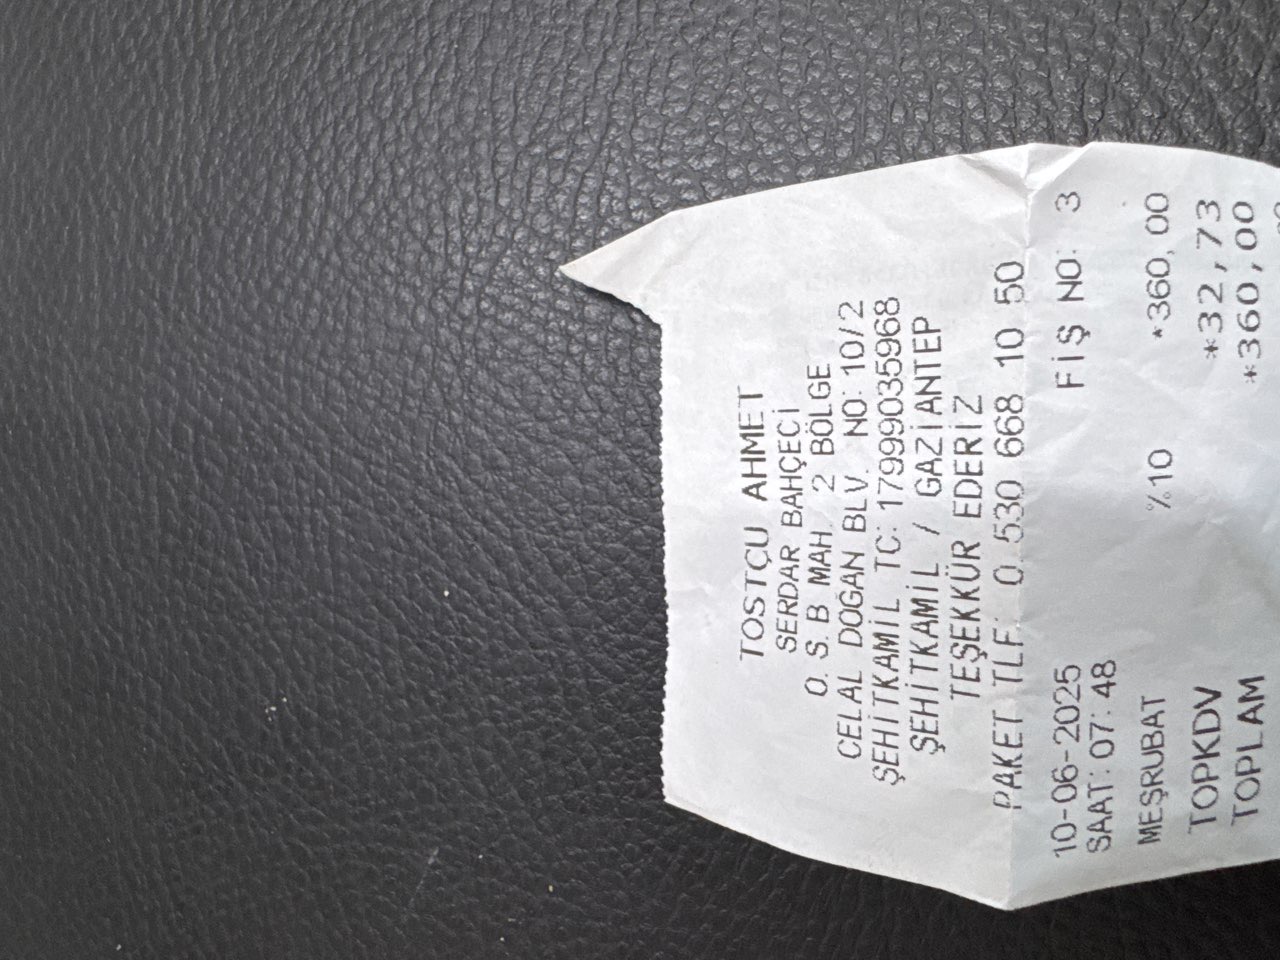 TOSTÇU AHMET
SERDAR BAHÇECİ
O. S. B MAH. 2 BÖLGE
CELAL DOĞAN BLV. NO: 10/2
ŞEHİTKAMİL TC: 17999035968
ŞEHİTKAMİL / GAZİANTEP
TEŞEKKÜR EDERİZ
PAKET TLF: 0 530 668 10 50
10-06-2025 FİŞ NO: 3
SAAT: 07:48
MEŞRUBAT %10 *360,00
TOPKDV *32,73
TOPLAM *360,00